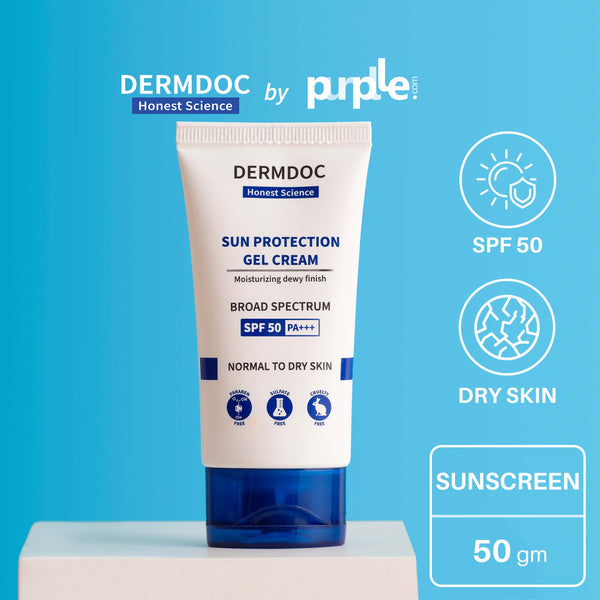 DERMDOC
Honest Science
by
purplle.com
DERMDOC
Honest Science
SUN PROTECTION
GEL CREAM
Moisturizing dewy finish
BROAD SPECTRUM
SPF 50 PA+++
NORMAL TO DRY SKIN
PARABEN SULFATE CRUELTY
FREE FREE FREE
SPF 50
DRY SKIN
SUNSCREEN
50 gm